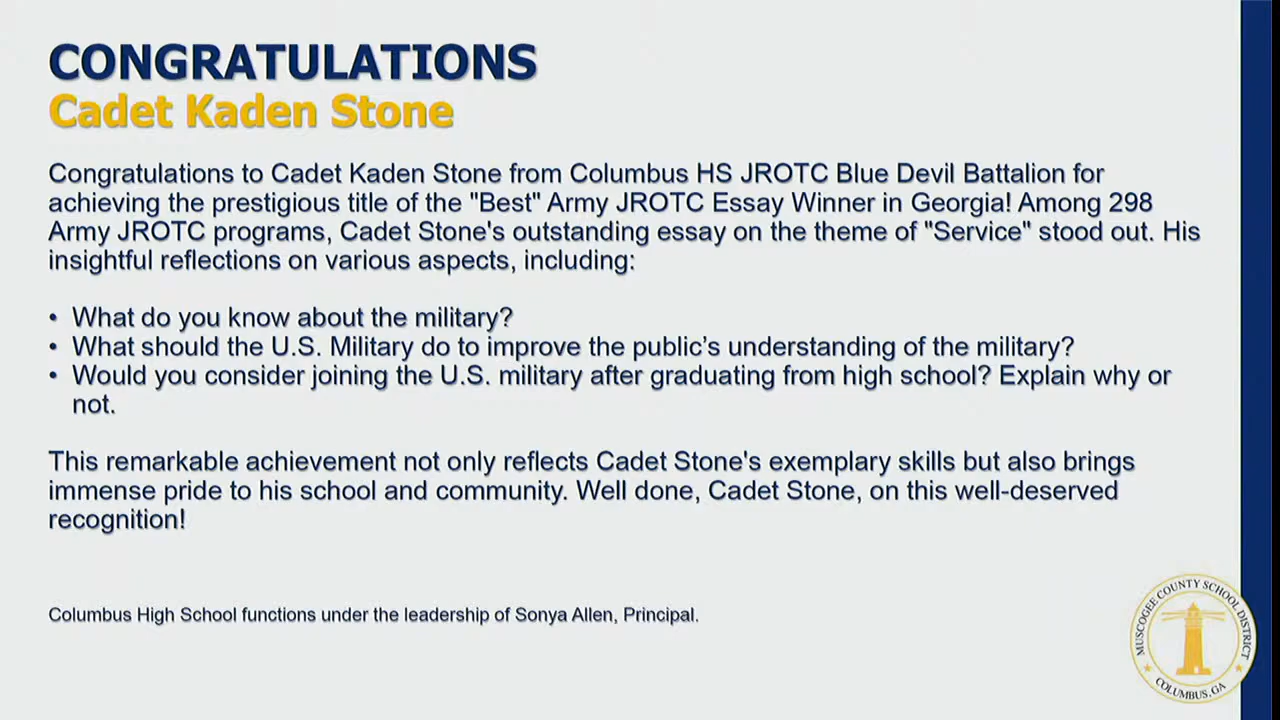 CONGRATULATIONS
Cadet Kaden Stone
Congratulations to Cadet Kaden Stone from Columbus HS JROTC Blue Devil Battalion for
achieving the prestigious title of the "Best" Army JROTC Essay Winner in Georgia! Among 298
Army JROTC programs, Cadet Stone's outstanding essay on the theme of "Service" stood out. His
insightful reflections on various aspects, including:
• What do you know about the military?
• What should the U.S. Military do to improve the public’s understanding of the military?
• Would you consider joining the U.S. military after graduating from high school? Explain why or
not.
This remarkable achievement not only reflects Cadet Stone's exemplary skills but also brings
immense pride to his school and community. Well done, Cadet Stone, on this well-deserved
recognition!
Columbus High School functions under the leadership of Sonya Allen, Principal.
MUSCOGEE COUNTY SCHOOL DISTRICT
COLUMBUS, GA